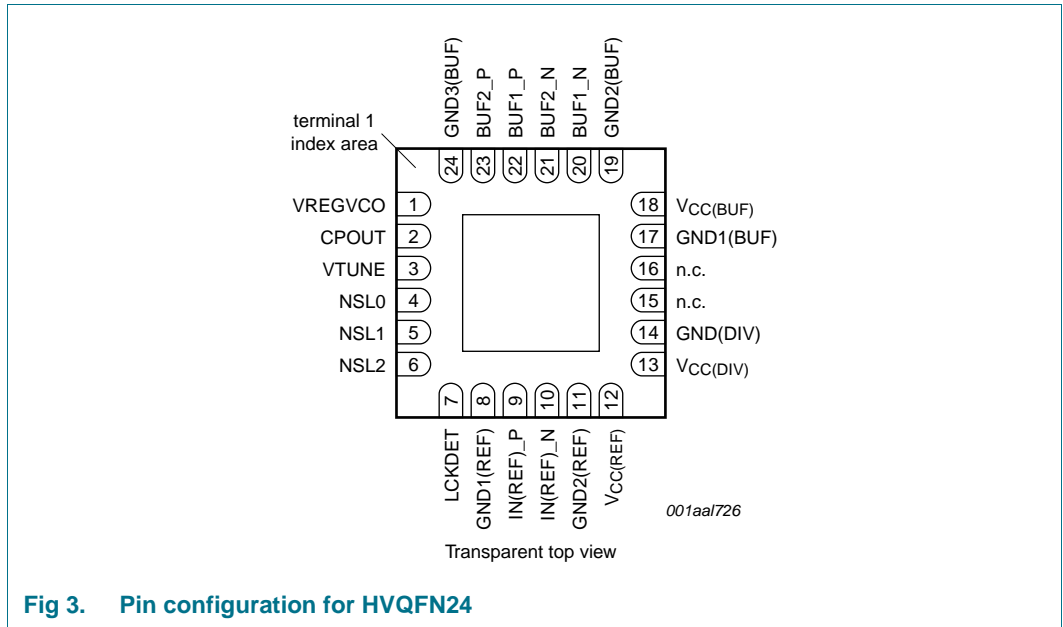 GND3(BUF)
BUF2_P
BUF1_P
BUF2_N
BUF1_N
GND2(BUF)
terminal 1
index area
24
23
22
21
20
19
VREGVCO 1
CPOUT 2
VTUNE 3
NSL0 4
NSL1 5
NSL2 6
18 VCC(BUF)
17 GND1(BUF)
16 n.c.
15 n.c.
14 GND(DIV)
13 VCC(DIV)
7
8
9
10
11
12
LCKDET
GND1(REF)
IN(REF)_P
IN(REF)_N
GND2(REF)
VCC(REF)
001aal726
Transparent top view
Fig 3. Pin configuration for HVQFN24